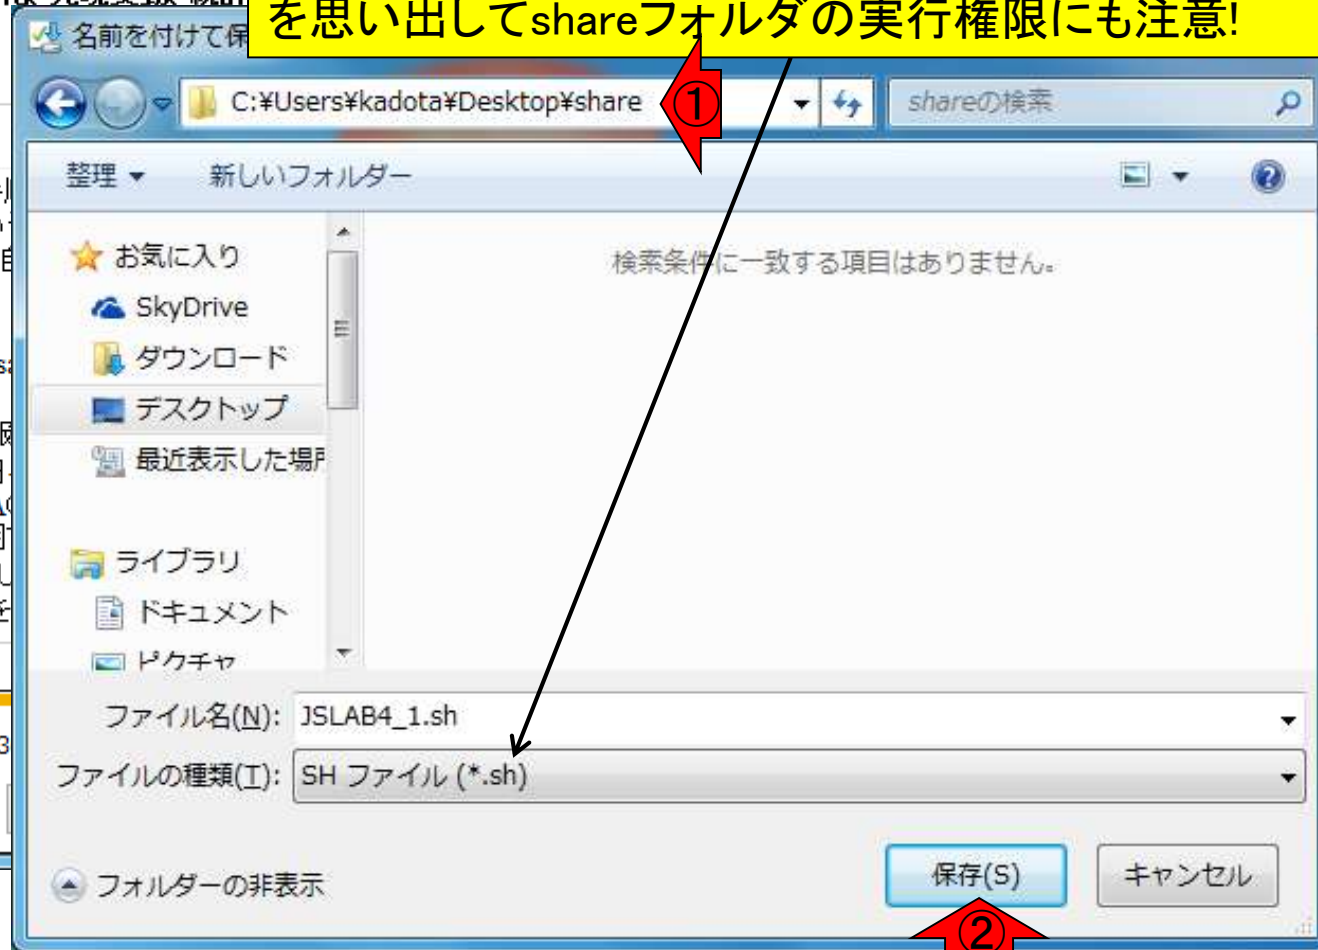 を思い出してshareフォルダの実行権限にも注意!
名前を付けて保
C:¥Users¥kadota¥Desktop¥share
①
shareの検索
整理
新しいフォルダー
お気に入り
検索条件に一致する項目はありません。
SkyDrive
ダウンロード
デスクトップ
最近表示した場所
ライブラリ
ドキュメント
ピクチャ
ファイル名(N): JSLAB4_1.sh
ファイルの種類(T): SH ファイル (*.sh)
フォルダーの非表示
保存(S)
キャンセル
②